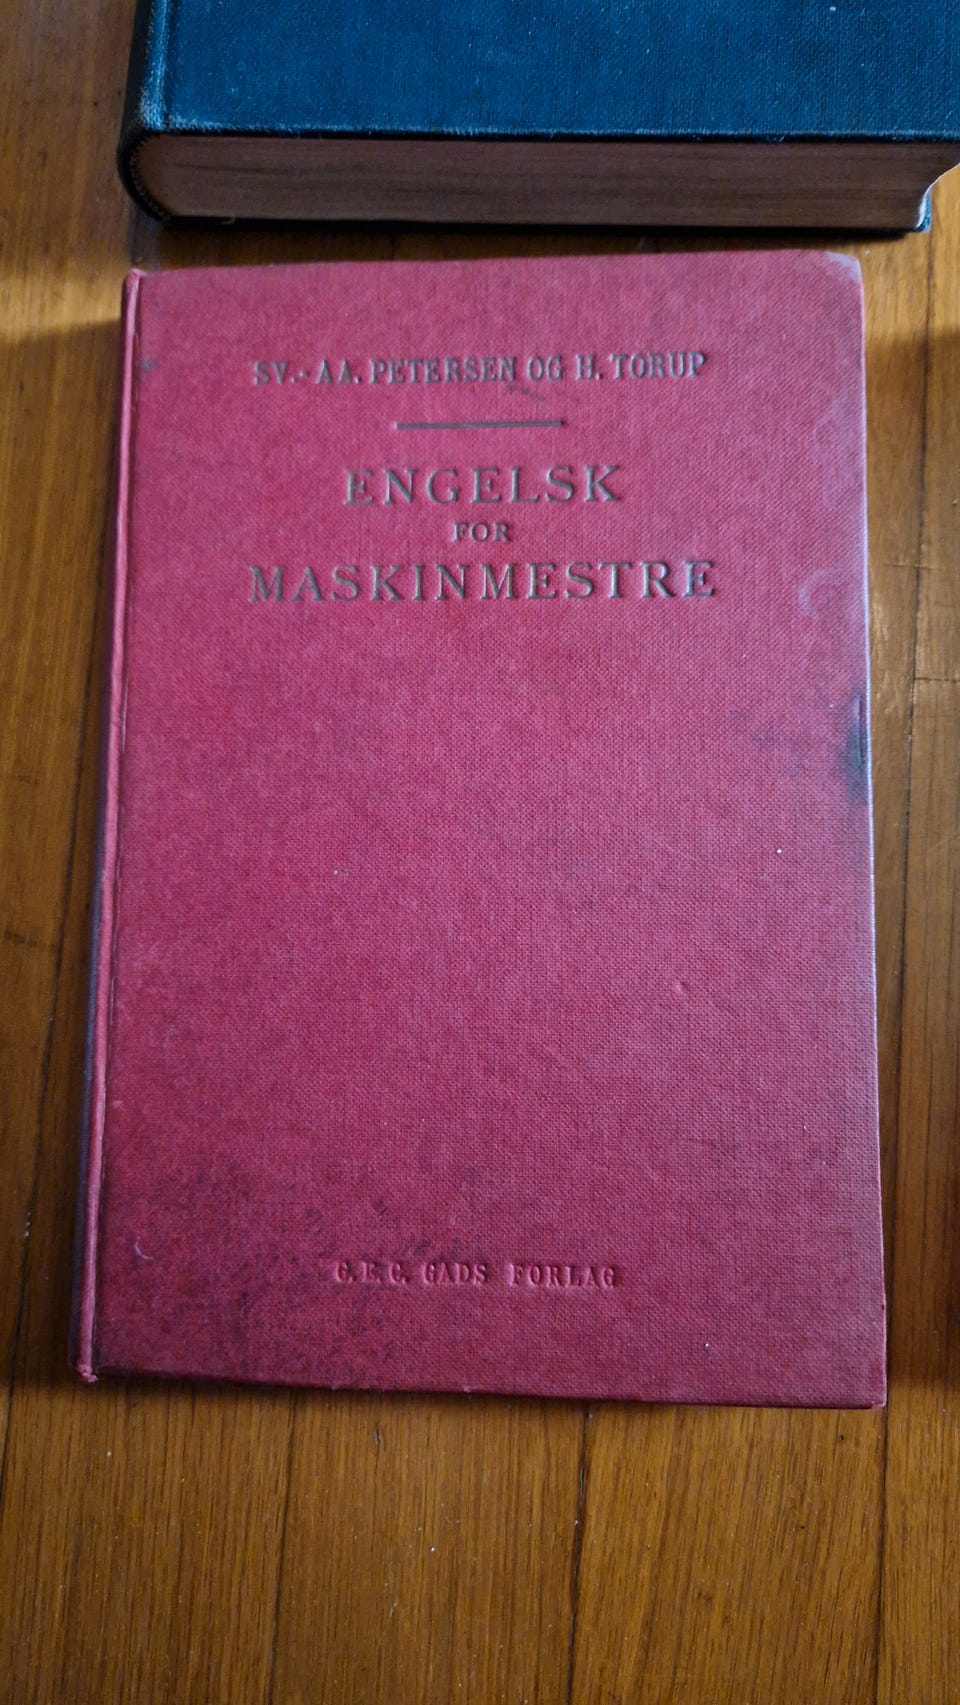 SV.-AA. PETERSEN OG H. TORUP
ENGELSK
FOR
MASKINMESTRE
G.E.C. GADS FORLAG